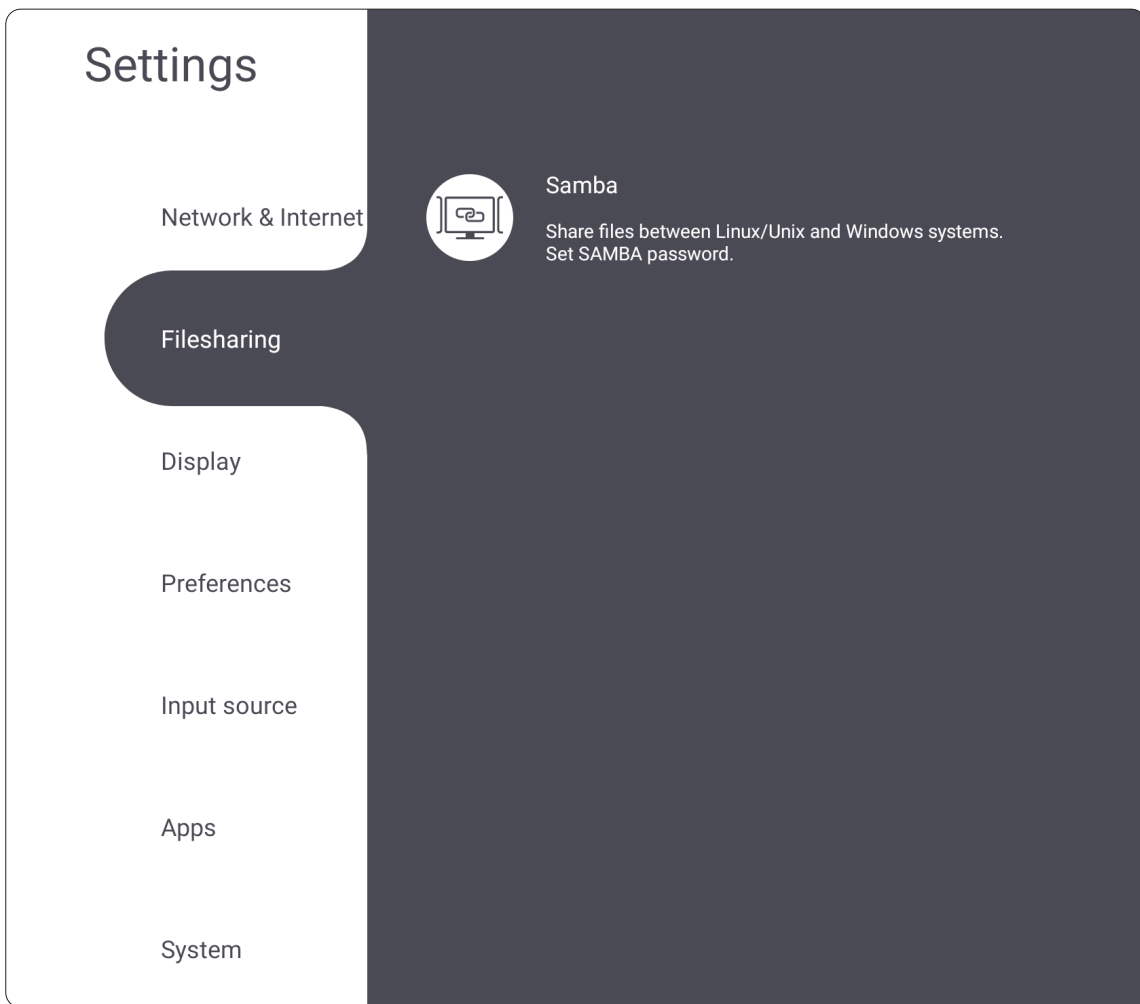 Settings
Network & Internet
Samba
Share files between Linux/Unix and Windows systems.
Set SAMBA password.
Filesharing
Display
Preferences
Input source
Apps
System